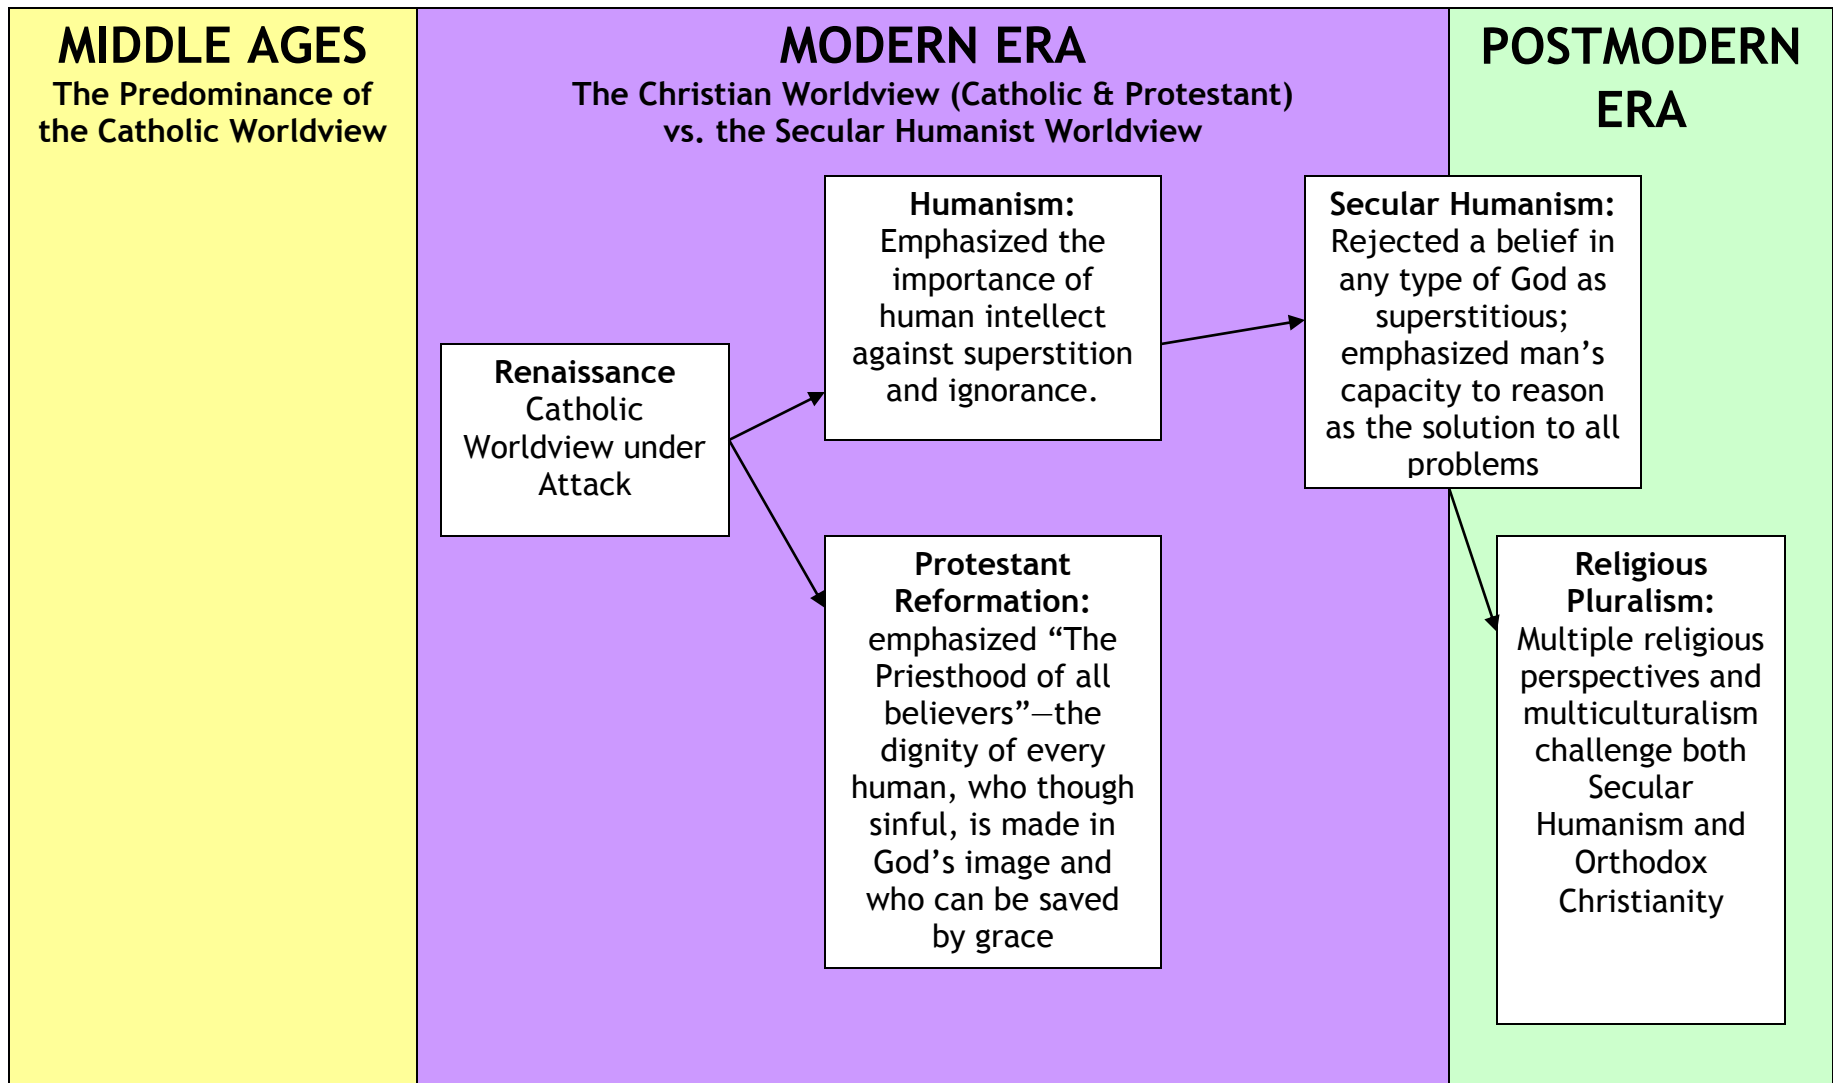 MIDDLE AGES
The Predominance of
the Catholic Worldview
MODERN ERA
The Christian Worldview (Catholic & Protestant)
vs. the Secular Humanist Worldview
POSTMODERN
ERA
Renaissance
Catholic
Worldview under
Attack
Humanism:
Emphasized the
importance of
human intellect
against superstition
and ignorance.
Protestant
Reformation:
emphasized “The
Priesthood of all
believers”—the
dignity of every
human, who though
sinful, is made in
God’s image and
who can be saved
by grace
Secular Humanism:
Rejected a belief in
any type of God as
superstitious;
emphasized man’s
capacity to reason
as the solution to all
problems
Religious
Pluralism:
Multiple religious
perspectives and
multiculturalism
challenge both
Secular
Humanism and
Orthodox
Christianity